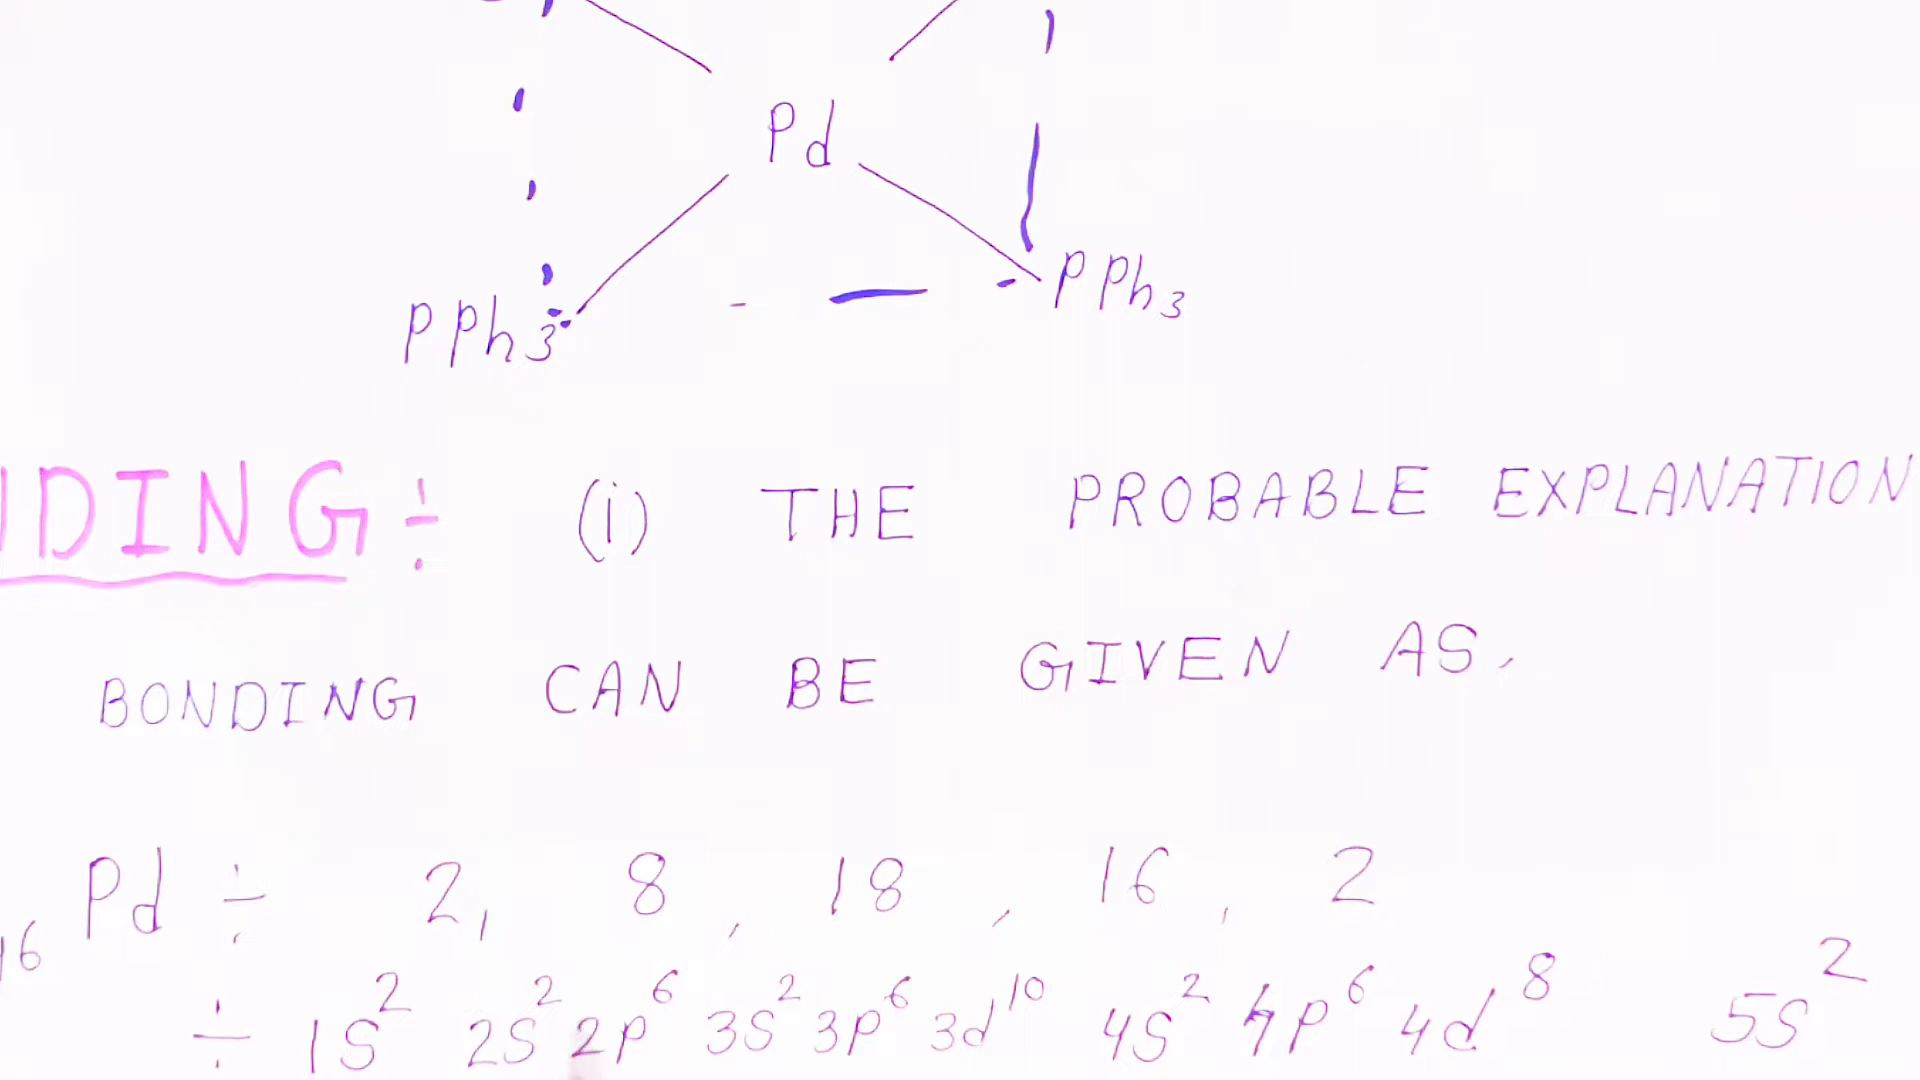 Pd
PPh3
PPh3
NDING ÷ (i) THE PROBABLE EXPLANATION
BONDING CAN BE GIVEN AS,
46 Pd ÷ 2, 8, 18, 16, 2
÷ 1s² 2s² 2p⁶ 3s² 3p⁶ 3d¹⁰ 4s² 4p⁶ 4d⁸ 5s²